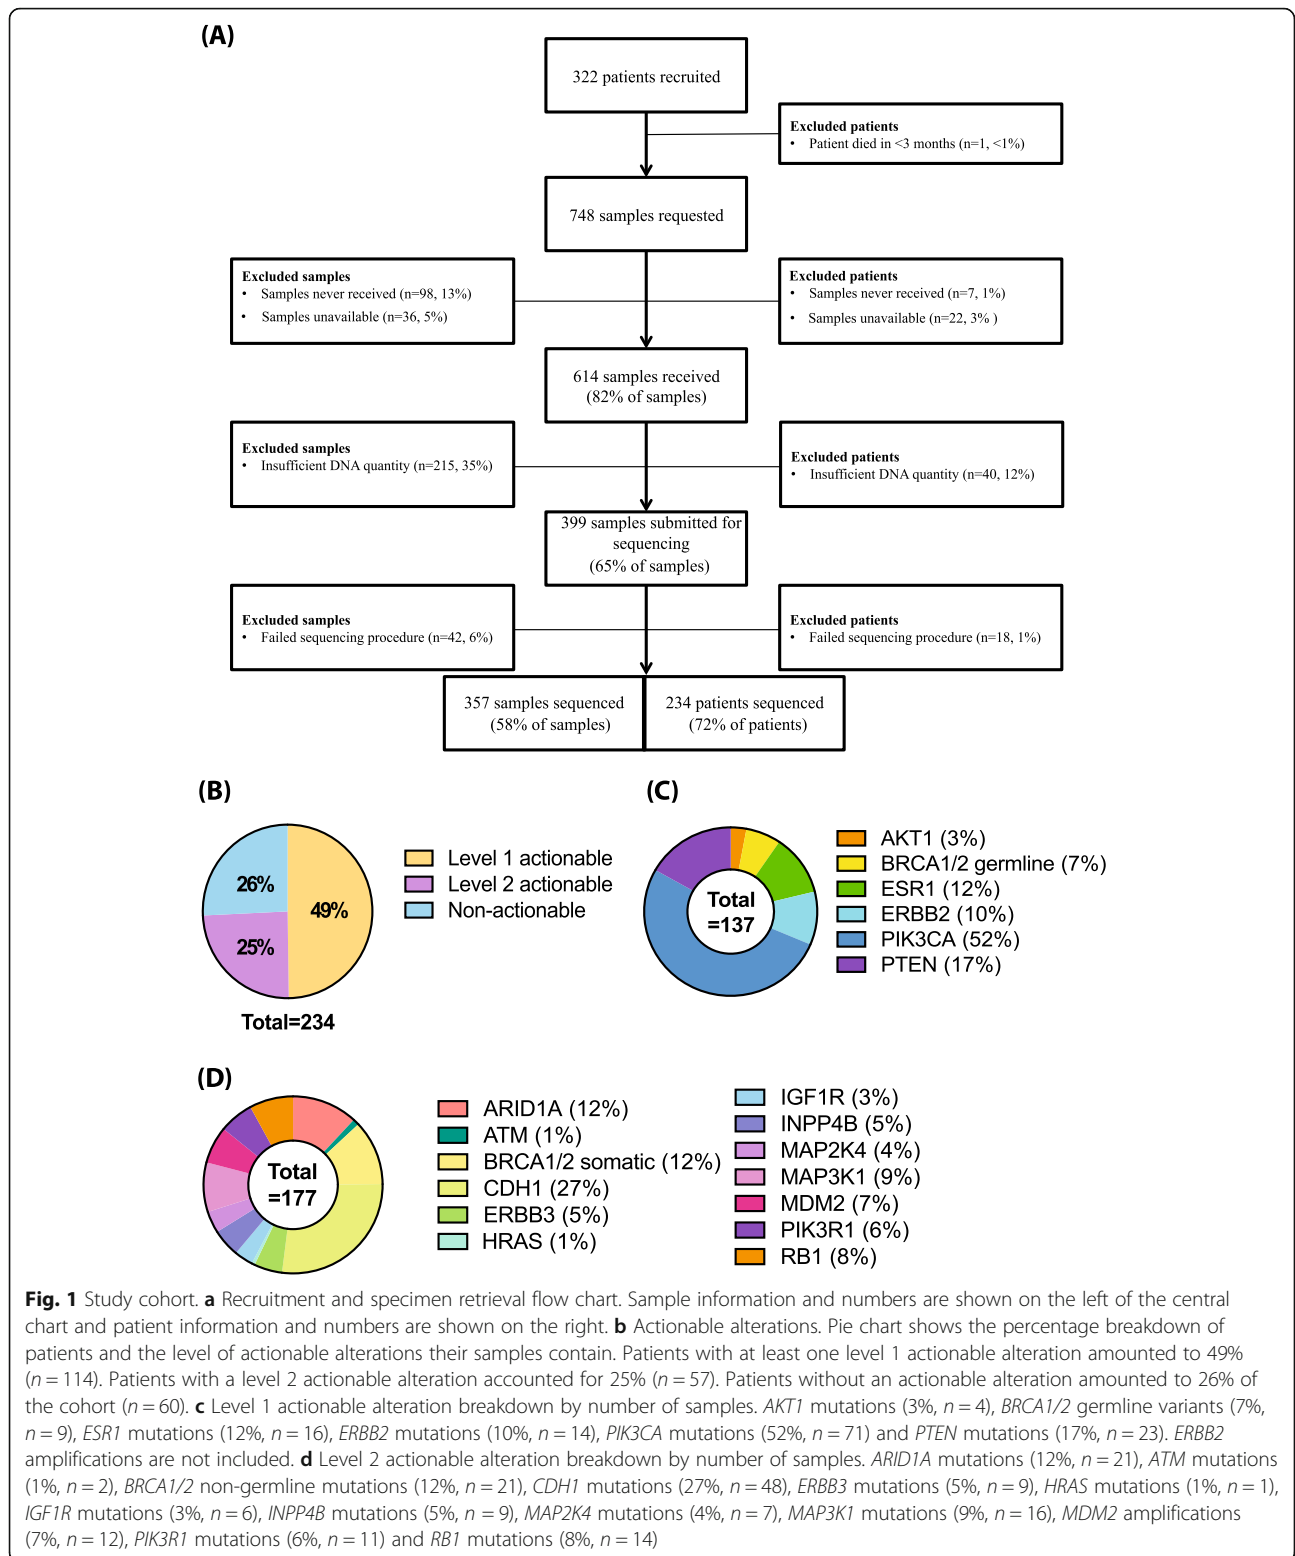 (A)
322 patients recruited
Excluded patients
• Patient died in <3 months (n=1, <1%)
748 samples requested
Excluded samples
• Samples never received (n=98, 13%)
• Samples unavailable (n=36, 5%)
Excluded patients
• Samples never received (n=7, 1%)
• Samples unavailable (n=22, 3% )
614 samples received
(82% of samples)
Excluded samples
• Insufficient DNA quantity (n=215, 35%)
Excluded patients
• Insufficient DNA quantity (n=40, 12%)
399 samples submitted for
sequencing
(65% of samples)
Excluded samples
• Failed sequencing procedure (n=42, 6%)
Excluded patients
• Failed sequencing procedure (n=18, 1%)
357 samples sequenced
(58% of samples)
234 patients sequenced
(72% of patients)
(B)
26%
49%
25%
Total=234
Level 1 actionable
Level 2 actionable
Non-actionable
(C)
Total
=137
AKT1 (3%)
BRCA1/2 germline (7%)
ESR1 (12%)
ERBB2 (10%)
PIK3CA (52%)
PTEN (17%)
(D)
Total
=177
ARID1A (12%)
ATM (1%)
BRCA1/2 somatic (12%)
CDH1 (27%)
ERBB3 (5%)
HRAS (1%)
IGF1R (3%)
INPP4B (5%)
MAP2K4 (4%)
MAP3K1 (9%)
MDM2 (7%)
PIK3R1 (6%)
RB1 (8%)
Fig. 1 Study cohort. a Recruitment and specimen retrieval flow chart. Sample information and numbers are shown on the left of the central
chart and patient information and numbers are shown on the right. b Actionable alterations. Pie chart shows the percentage breakdown of
patients and the level of actionable alterations their samples contain. Patients with at least one level 1 actionable alteration amounted to 49%
(n = 114). Patients with a level 2 actionable alteration accounted for 25% (n = 57). Patients without an actionable alteration amounted to 26% of
the cohort (n = 60). c Level 1 actionable alteration breakdown by number of samples. AKT1 mutations (3%, n = 4), BRCA1/2 germline variants (7%,
n = 9), ESR1 mutations (12%, n = 16), ERBB2 mutations (10%, n = 14), PIK3CA mutations (52%, n = 71) and PTEN mutations (17%, n = 23). ERBB2
amplifications are not included. d Level 2 actionable alteration breakdown by number of samples. ARID1A mutations (12%, n = 21), ATM mutations
(1%, n = 2), BRCA1/2 non-germline mutations (12%, n = 21), CDH1 mutations (27%, n = 48), ERBB3 mutations (5%, n = 9), HRAS mutations (1%, n = 1),
IGF1R mutations (3%, n = 6), INPP4B mutations (5%, n = 9), MAP2K4 mutations (4%, n = 7), MAP3K1 mutations (9%, n = 16), MDM2 amplifications
(7%, n = 12), PIK3R1 mutations (6%, n = 11) and RB1 mutations (8%, n = 14)